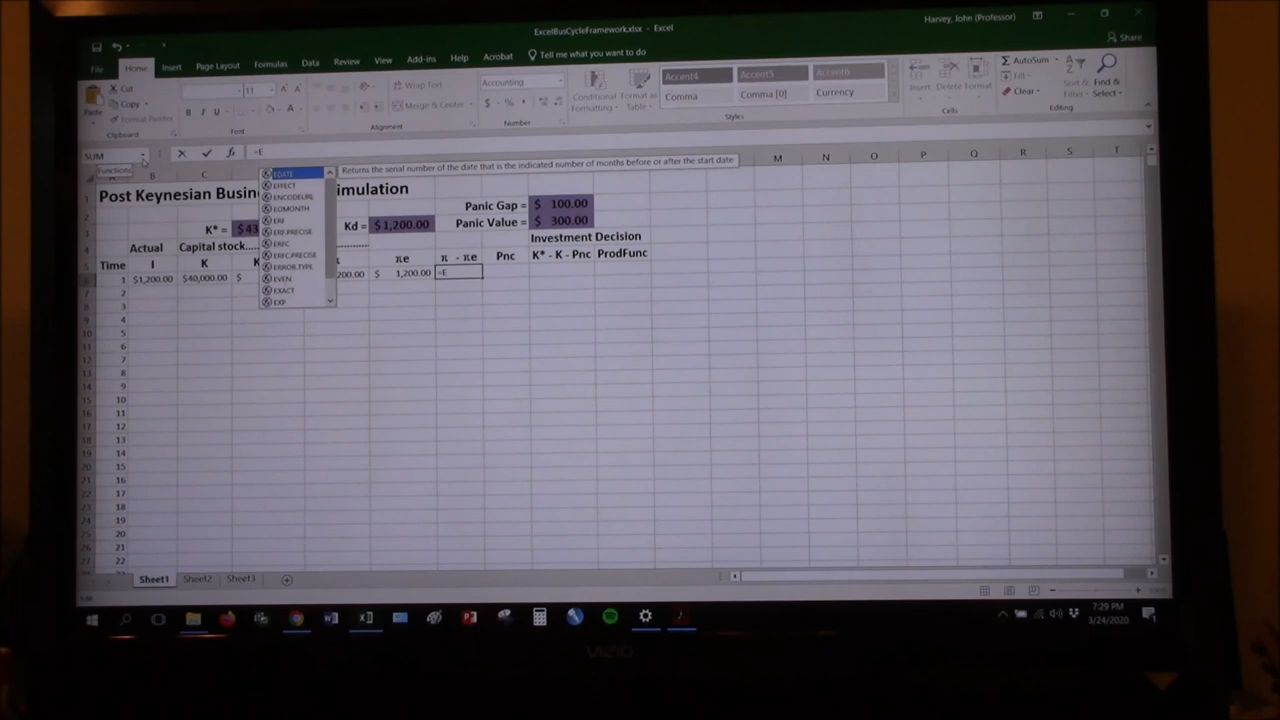 Harvey, John (Professor)
ExcelBusCycleFramework.xlsx - Excel
File Home Insert Page Layout Formulas Data Review View Add-ins Help Acrobat Tell me what you want to do
Share
Cut
Copy
Format Painter
Paste
Clipboard
11
B I U
Font
Wrap Text
Merge & Center
Alignment
Accounting
$ % ,
Number
Conditional Formatting
Format as Table
Accent4 Accent5 Accent6
Comma Comma [0] Currency
Styles
Insert Delete Format
Cells
AutoSum
Fill
Clear
Sort & Filter
Find & Select
Editing
SUM
fx
=E
Functions
Returns the serial number of the date that is the indicated number of months before or after the start date
EDATE
EFFECT
ENCODEURL
EOMONTH
ERF
ERF.PRECISE
ERFC
ERFC.PRECISE
ERROR.TYPE
EVEN
EXACT
EXP
A B C M N O P Q R S T
Post Keynesian Busin imulation
Panic Gap = $ 100.00
K* = $43 Kd = $1,200.00 Panic Value = $ 300.00
Actual Capital stock..... Investment Decision
Time I K πe π - πe Pnc K* - K - Pnc ProdFunc
1 $1,200.00 $40,000.00 $ 200.00 $ 1,200.00 =E
2
3
4
5
6
7
8
9
10
11
12
13
14
15
16
17
18
19
20
21
22
Sheet1 Sheet2 Sheet3
7:29 PM
3/24/2020
VIZIO